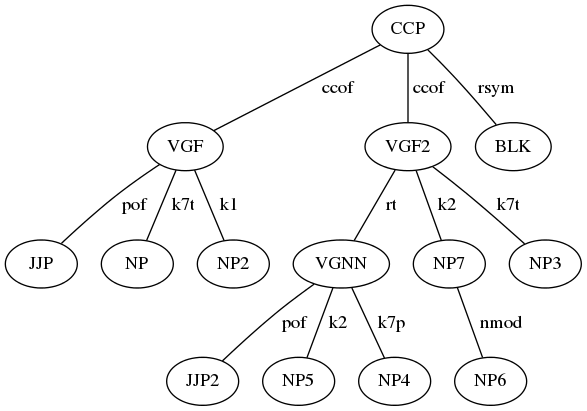 CCP
ccof ccof rsym
VGF VGF2 BLK
pof k7t k1 rt k2 k7t
JJP NP NP2 VGNN NP7 NP3
pof k2 k7p nmod
JJP2 NP5 NP4 NP6